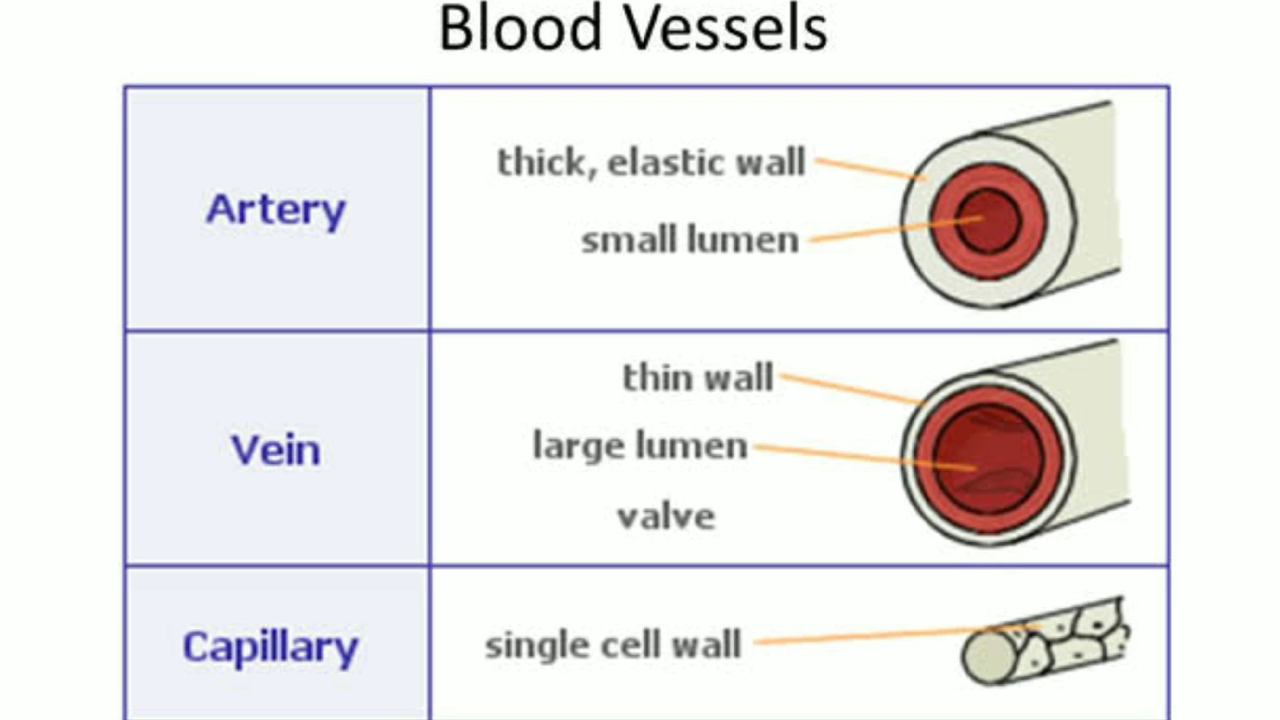 Blood Vessels
Artery
thick, elastic wall
small lumen
Vein
thin wall
large lumen
valve
Capillary
single cell wall